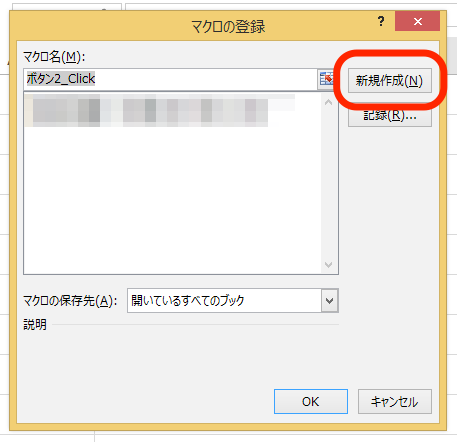 マクロの登録
?
マクロ名(M):
ボタン2_Click
新規作成(N)
記録(R)...
マクロの保存先(A):
開いているすべてのブック
説明
OK
キャンセル